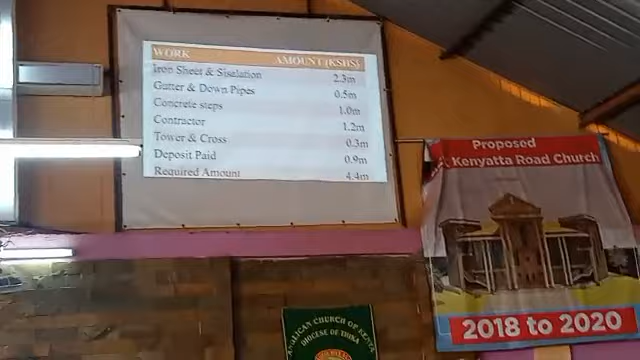 WORK AMOUNT (KSHS)
Iron Sheet & Sisalation 2.3m
Gutter & Down Pipes 0.5m
Concrete steps 1.0m
Contractor 1.2m
Tower & Cross 0.3m
Deposit Paid 0.9m
Required Amount 4.4m
Proposed
Kenyatta Road Church
2018 to 2020
ANGLICAN CHURCH OF KENYA
DIOCESE OF THIKA